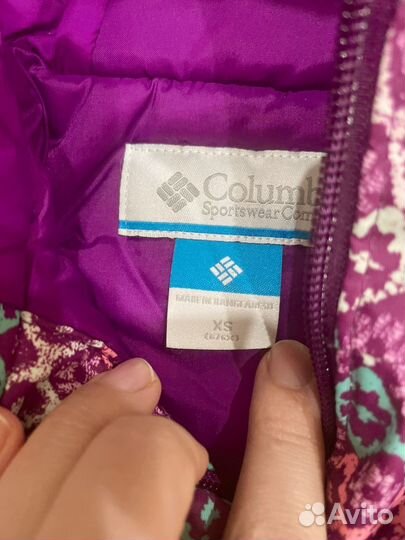 Columb
Sportswear Com
MADE IN BANGLADESH
XS
Avito